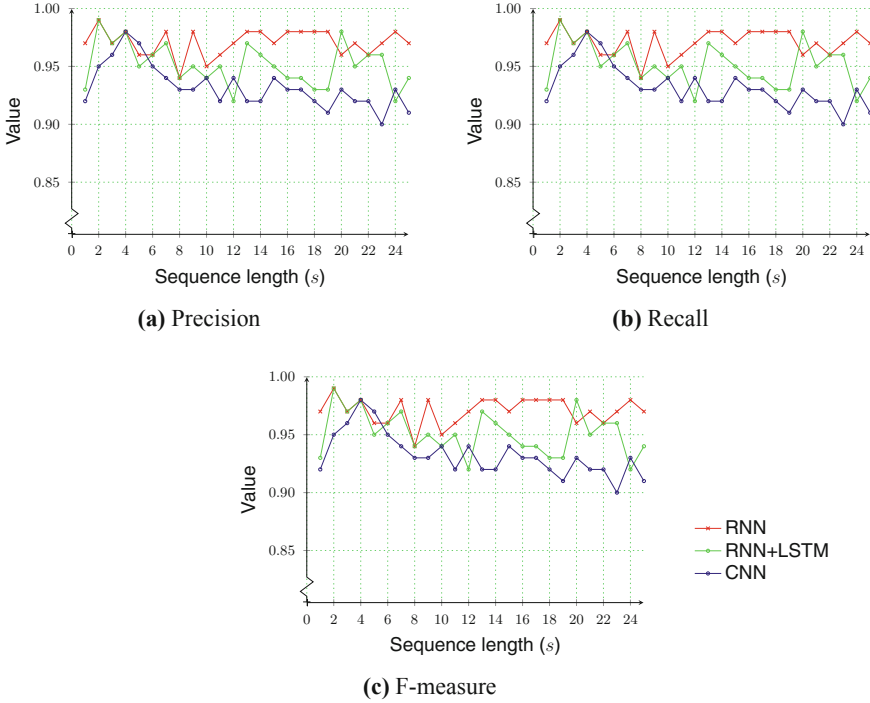 1.00
0.95
0.90
0.85
Value
0 2 4 6 8 10 12 14 16 18 20 22 24
Sequence length (s)
(a) Precision
1.00
0.95
0.90
0.85
Value
0 2 4 6 8 10 12 14 16 18 20 22 24
Sequence length (s)
(b) Recall
1.00
0.95
0.90
0.85
Value
0 2 4 6 8 10 12 14 16 18 20 22 24
Sequence length (s)
(c) F-measure
RNN
RNN+LSTM
CNN